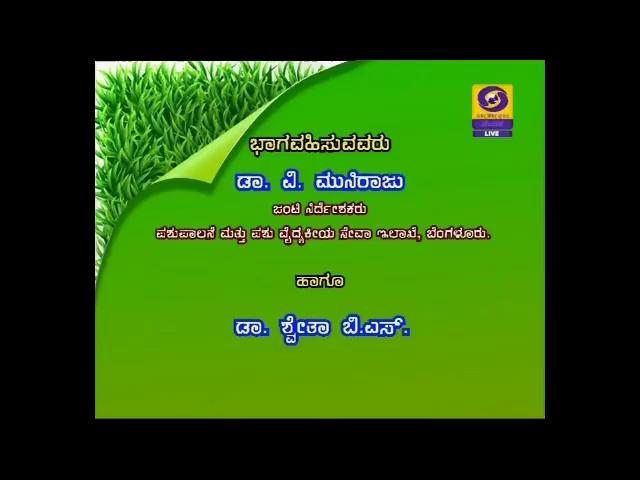 ಭಾಗವಹಿಸುವವರು
ಡಾ. ವಿ. ಮುನಿರಾಜು
ಜಂಟಿ ನಿರ್ದೇಶಕರು
ಪಶುಪಾಲನೆ ಮತ್ತು ಪಶು ವೈದ್ಯಕೀಯ ಸೇವಾ ಇಲಾಖೆ, ಬೆಂಗಳೂರು.
ಹಾಗೂ
ಡಾ. ಶ್ವೇತಾ ಬಿ.ಎಸ್.
LIVE